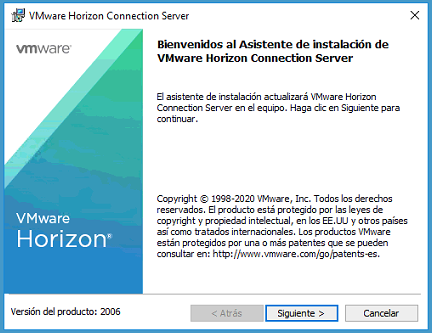 VMware Horizon Connection Server
vmware®
Bienvenidos al Asistente de instalación de
VMware Horizon Connection Server
El asistente de instalación actualizará VMware Horizon
Connection Server en el equipo. Haga clic en Siguiente para
continuar.
Copyright © 1998-2020 VMware, Inc. Todos los derechos
reservados. El producto está protegido por las leyes de
copyright y propiedad intelectual, en los EE.UU y otros países
así como tratados internacionales. Los productos VMware
están protegidos por una o más patentes que se pueden
consultar en: http://www.vmware.com/go/patents-es.
VMware
Horizon®
Versión del producto: 2006
< Atrás
Siguiente >
Cancelar